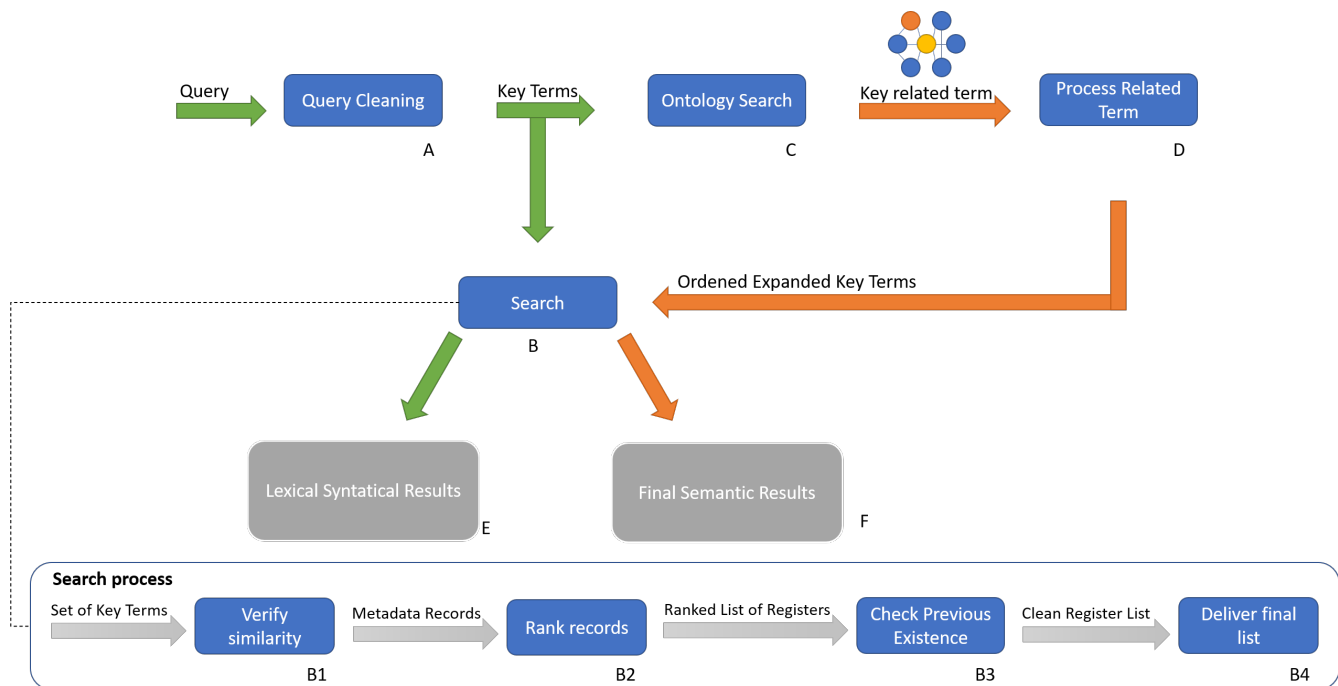 Query
Query Cleaning
A
Key Terms
Ontology Search
C
Key related term
Process Related
Term
D
Ordened Expanded Key Terms
Search
B
Lexical Syntatical Results
E
Final Semantic Results
F
Search process
Set of Key Terms
Verify
similarity
B1
Metadata Records
Rank records
B2
Ranked List of Registers
Check Previous
Existence
B3
Clean Register List
Deliver final
list
B4